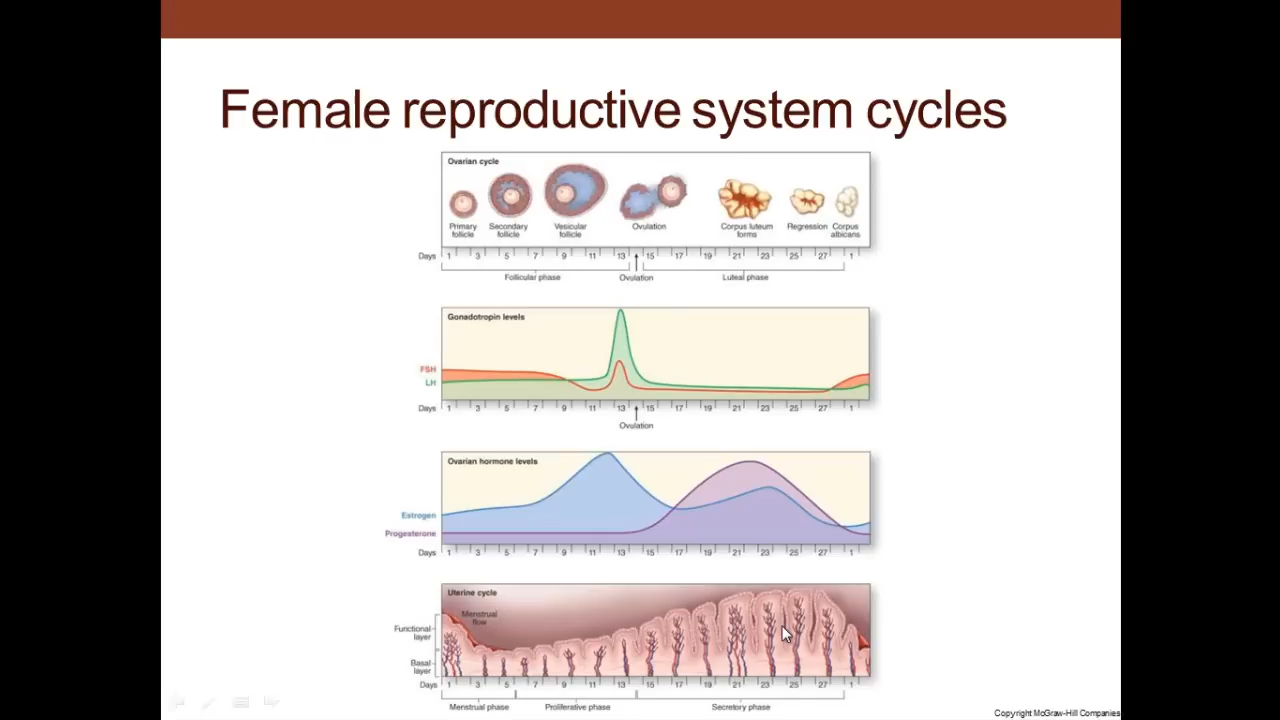 Female reproductive system cycles
Ovarian cycle
Primary follicle
Secondary follicle
Vesicular follicle
Ovulation
Corpus luteum forms
Regression
Corpus albicans
Days 1 3 5 7 9 11 13 15 17 19 21 23 25 27 1
Follicular phase Ovulation Luteal phase
Gonadotropin levels
FSH
LH
Days 1 3 5 7 9 11 13 15 17 19 21 23 25 27 1
Ovulation
Ovarian hormone levels
Estrogen
Progesterone
Days 1 3 5 7 9 11 13 15 17 19 21 23 25 27 1
Uterine cycle
Menstrual flow
Functional layer
Basal layer
Days 1 3 5 7 9 11 13 15 17 19 21 23 25 27 1
Menstrual phase Proliferative phase Secretory phase
Copyright McGraw-Hill Companies